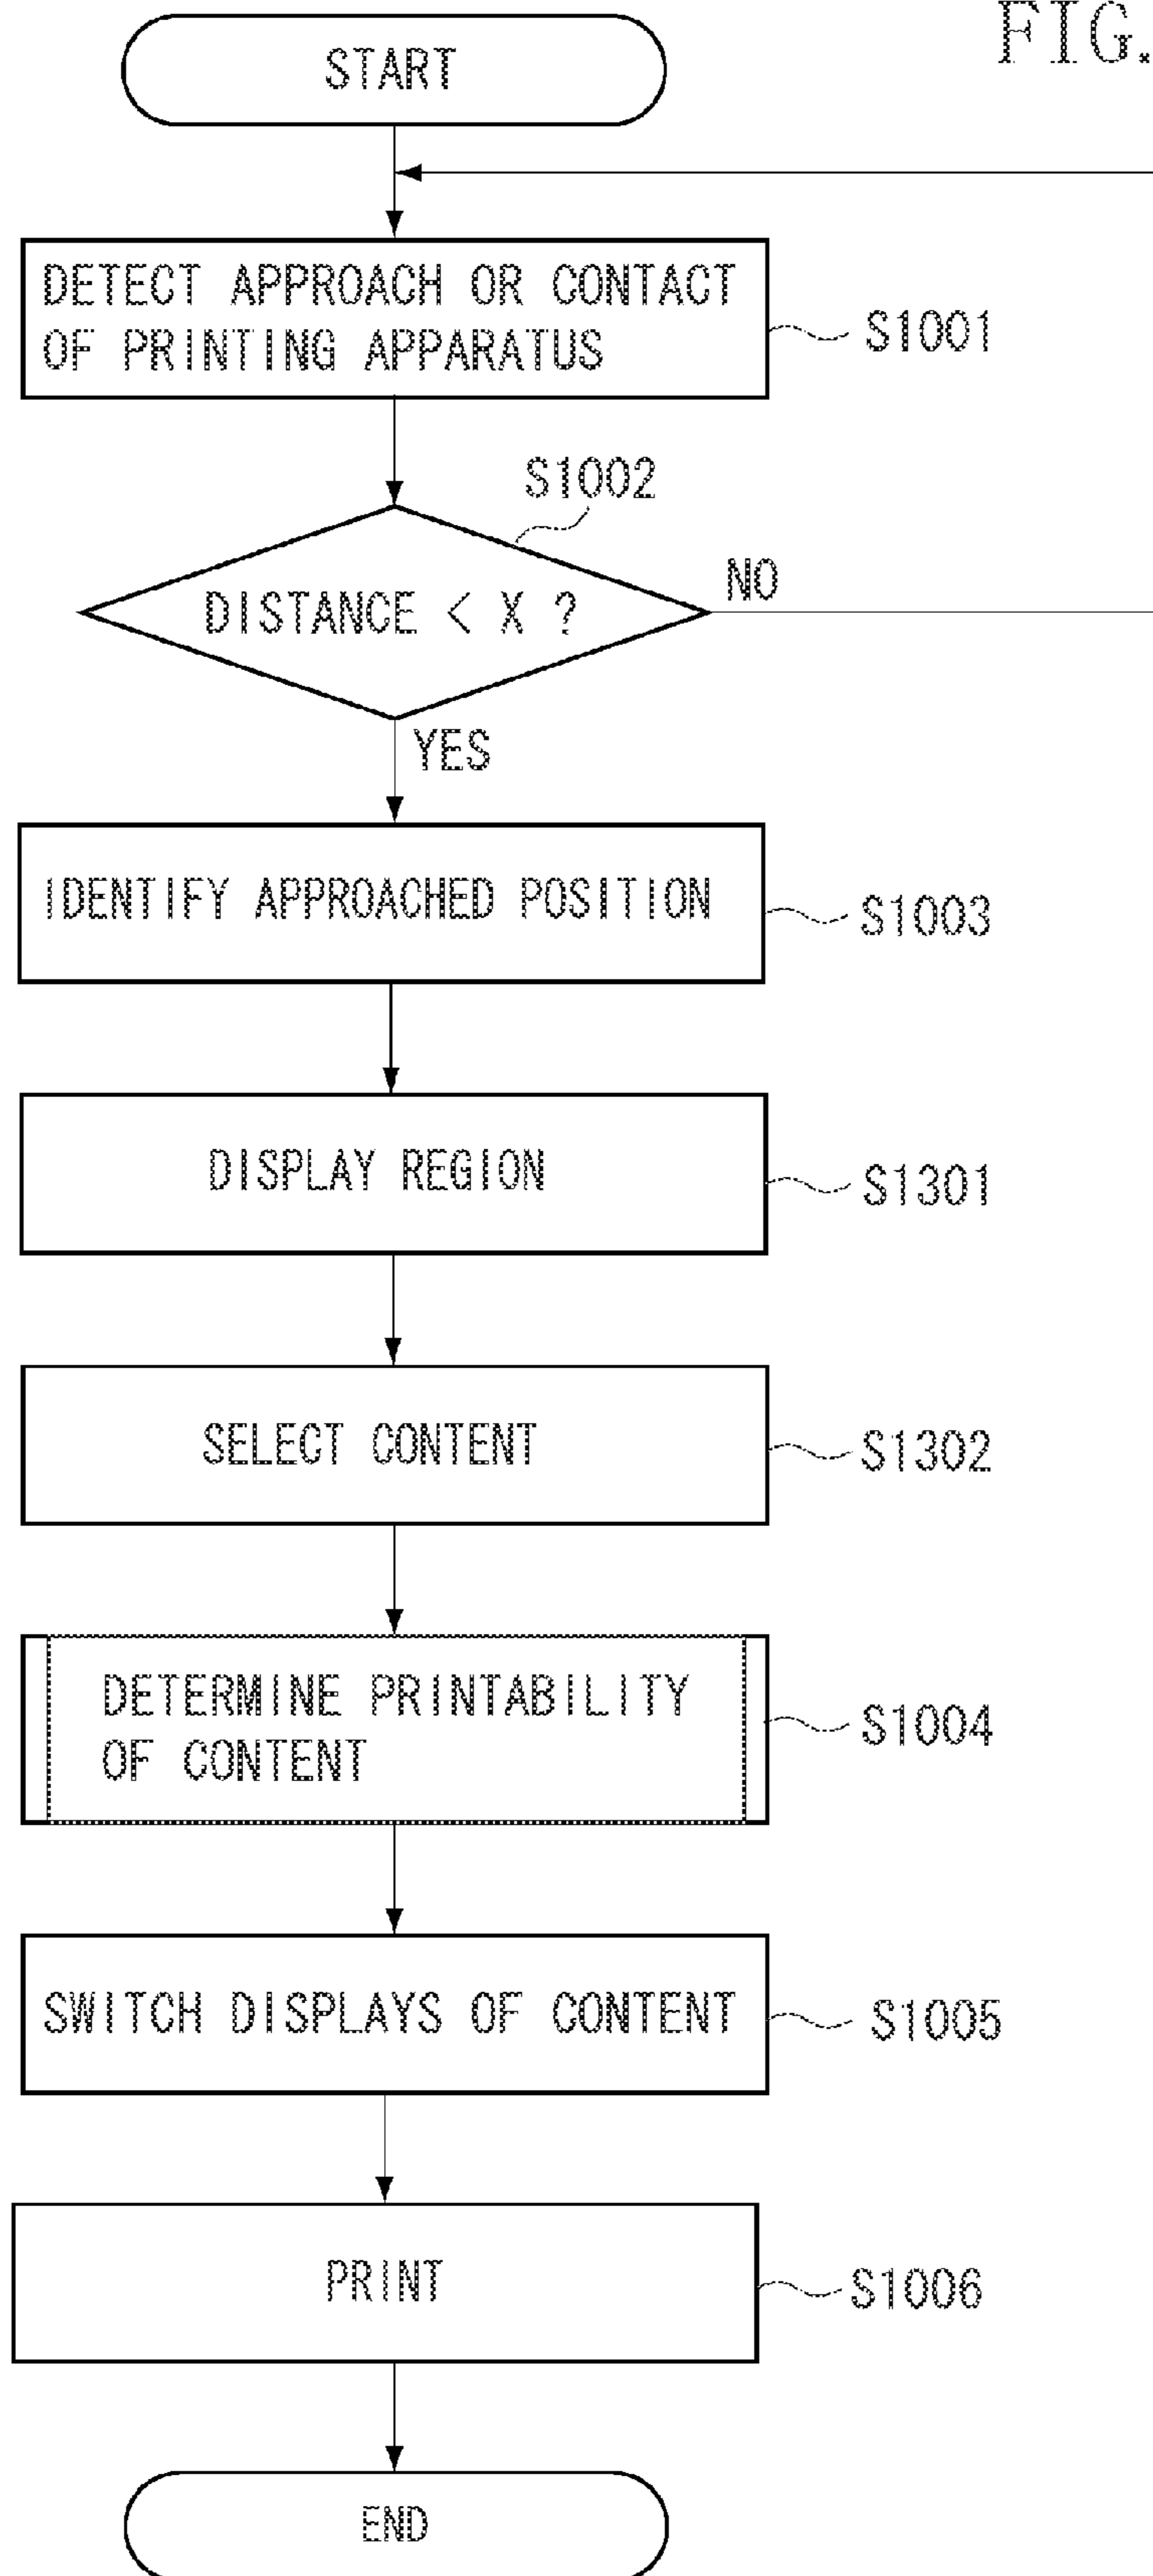 FIG.
START
DETECT APPROACH OR CONTACT
OF PRINTING APPARATUS
S1001
S1002
DISTANCE < X ?
NO
YES
IDENTIFY APPROACHED POSITION
S1003
DISPLAY REGION
S1301
SELECT CONTENT
S1302
DETERMINE PRINTABILITY
OF CONTENT
S1004
SWITCH DISPLAYS OF CONTENT
S1005
PRINT
S1006
END